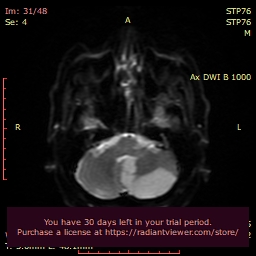 Im: 31/48
Se: 4
STP76
STP76
M
A
Ax DWI B 1000
R
L
You have 30 days left in your trial period.
Purchase a license at https://radiantviewer.com/store/